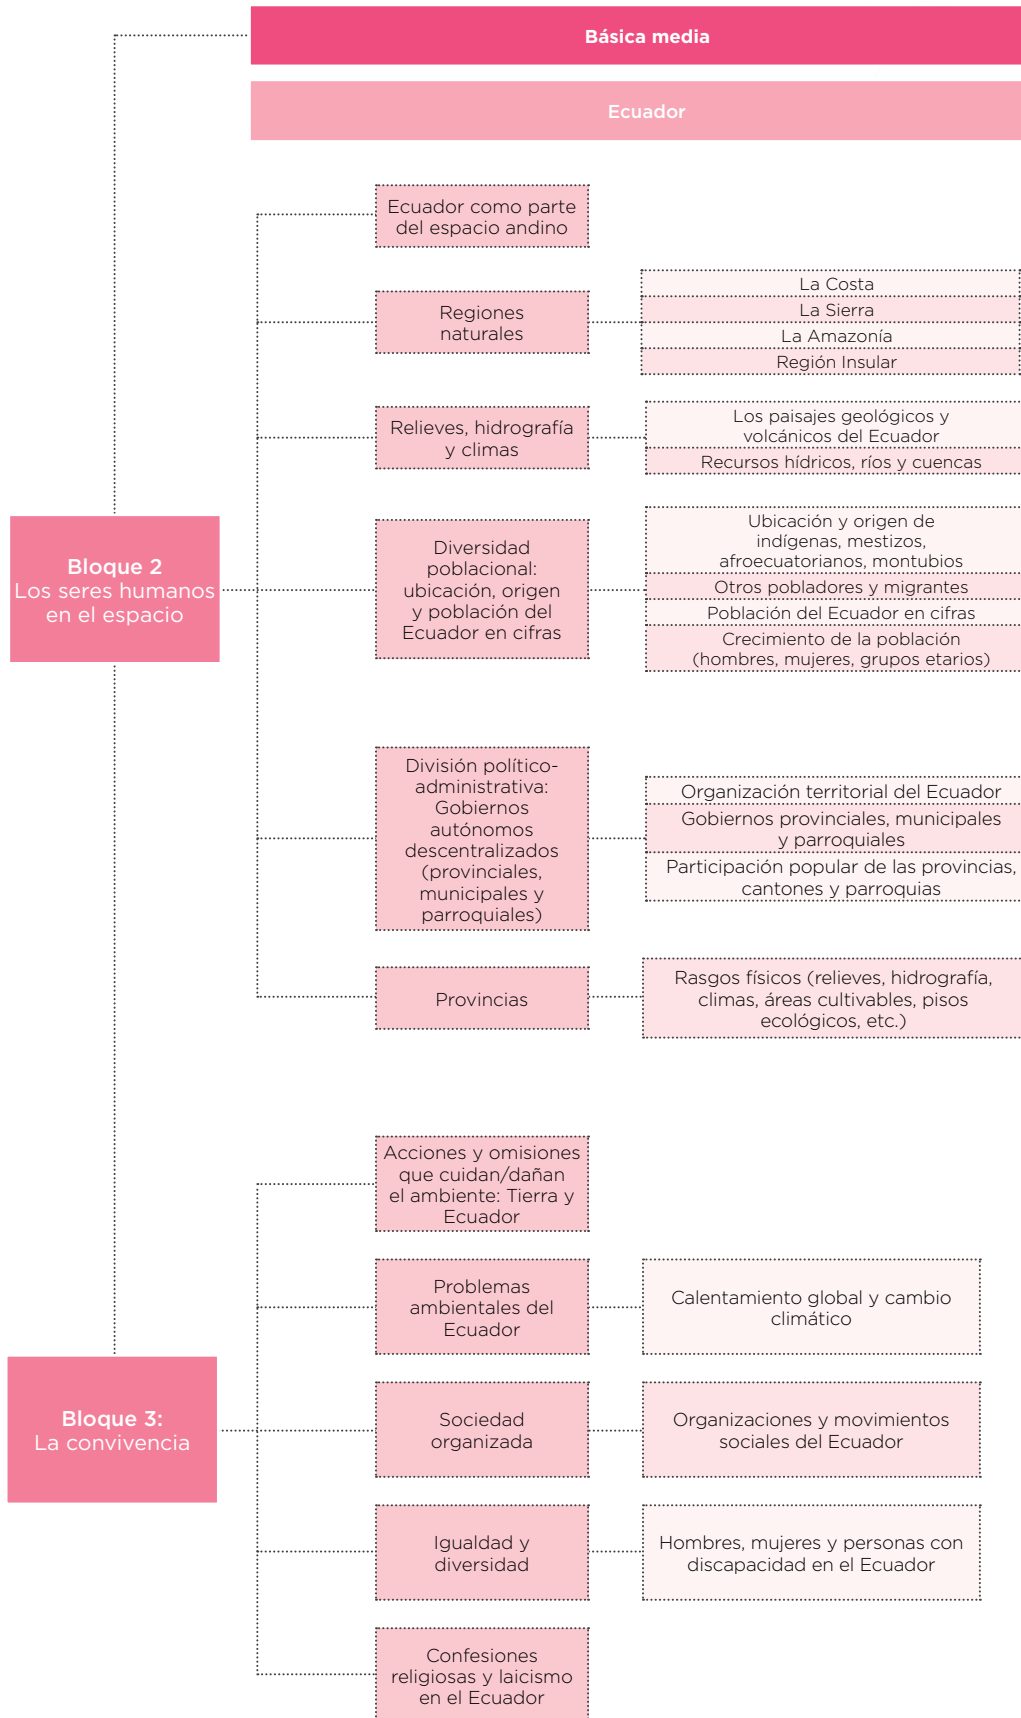 Básica media
Ecuador
Bloque 2
Los seres humanos
en el espacio
Ecuador como parte
del espacio andino
Regiones
naturales
La Costa
La Sierra
La Amazonía
Región Insular
Relieves, hidrografía
y climas
Los paisajes geológicos y
volcánicos del Ecuador
Recursos hídricos, ríos y cuencas
Diversidad
poblacional:
ubicación, origen
y población del
Ecuador en cifras
Ubicación y origen de
indígenas, mestizos,
afroecuatorianos, montubios
Otros pobladores y migrantes
Población del Ecuador en cifras
Crecimiento de la población
(hombres, mujeres, grupos etarios)
División político-
administrativa:
Gobiernos
autónomos
descentralizados
(provinciales,
municipales y
parroquiales)
Organización territorial del Ecuador
Gobiernos provinciales, municipales
y parroquiales
Participación popular de las provincias,
cantones y parroquias
Provincias
Rasgos físicos (relieves, hidrografía,
climas, áreas cultivables, pisos
ecológicos, etc.)
Bloque 3:
La convivencia
Acciones y omisiones
que cuidan/dañan
el ambiente: Tierra y
Ecuador
Problemas
ambientales del
Ecuador
Calentamiento global y cambio
climático
Sociedad
organizada
Organizaciones y movimientos
sociales del Ecuador
Igualdad y
diversidad
Hombres, mujeres y personas con
discapacidad en el Ecuador
Confesiones
religiosas y laicismo
en el Ecuador